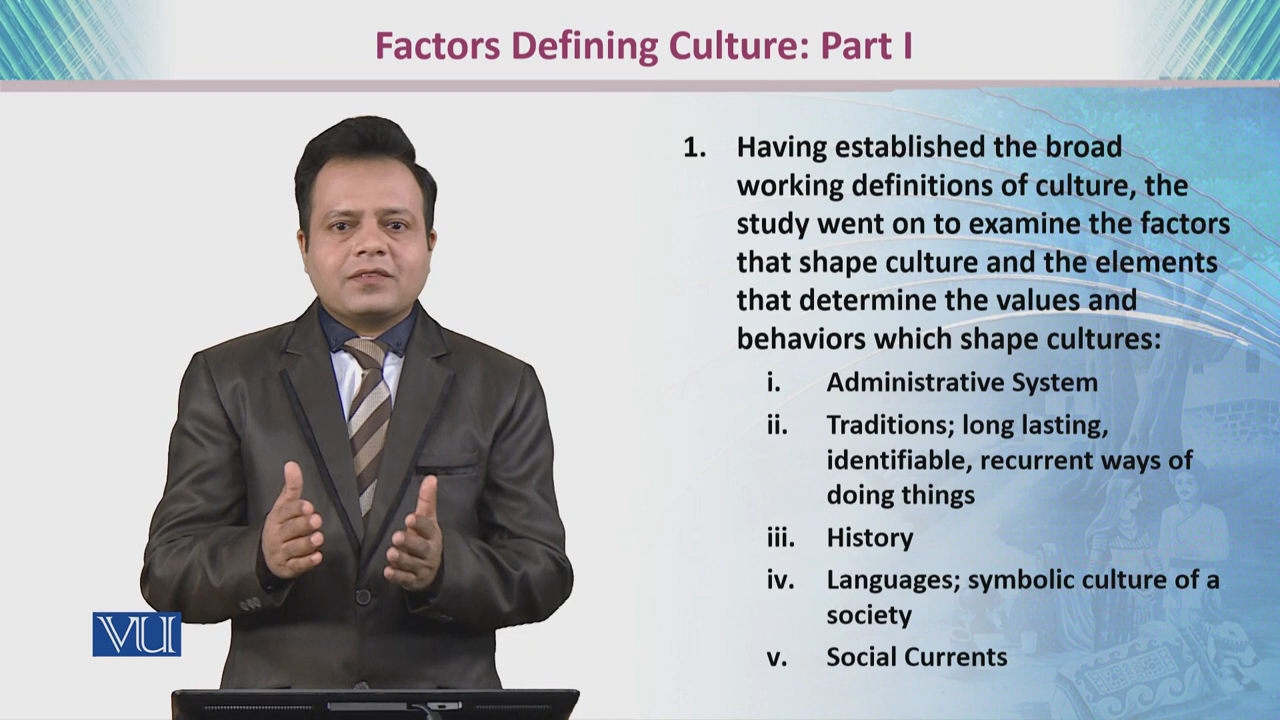 Factors Defining Culture: Part I
1. Having established the broad
working definitions of culture, the
study went on to examine the factors
that shape culture and the elements
that determine the values and
behaviors which shape cultures:
i. Administrative System
ii. Traditions; long lasting,
identifiable, recurrent ways of
doing things
iii. History
iv. Languages; symbolic culture of a
society
v. Social Currents
VU